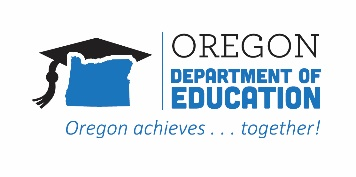 OREGON
DEPARTMENT OF
EDUCATION
Oregon achieves . . . together!